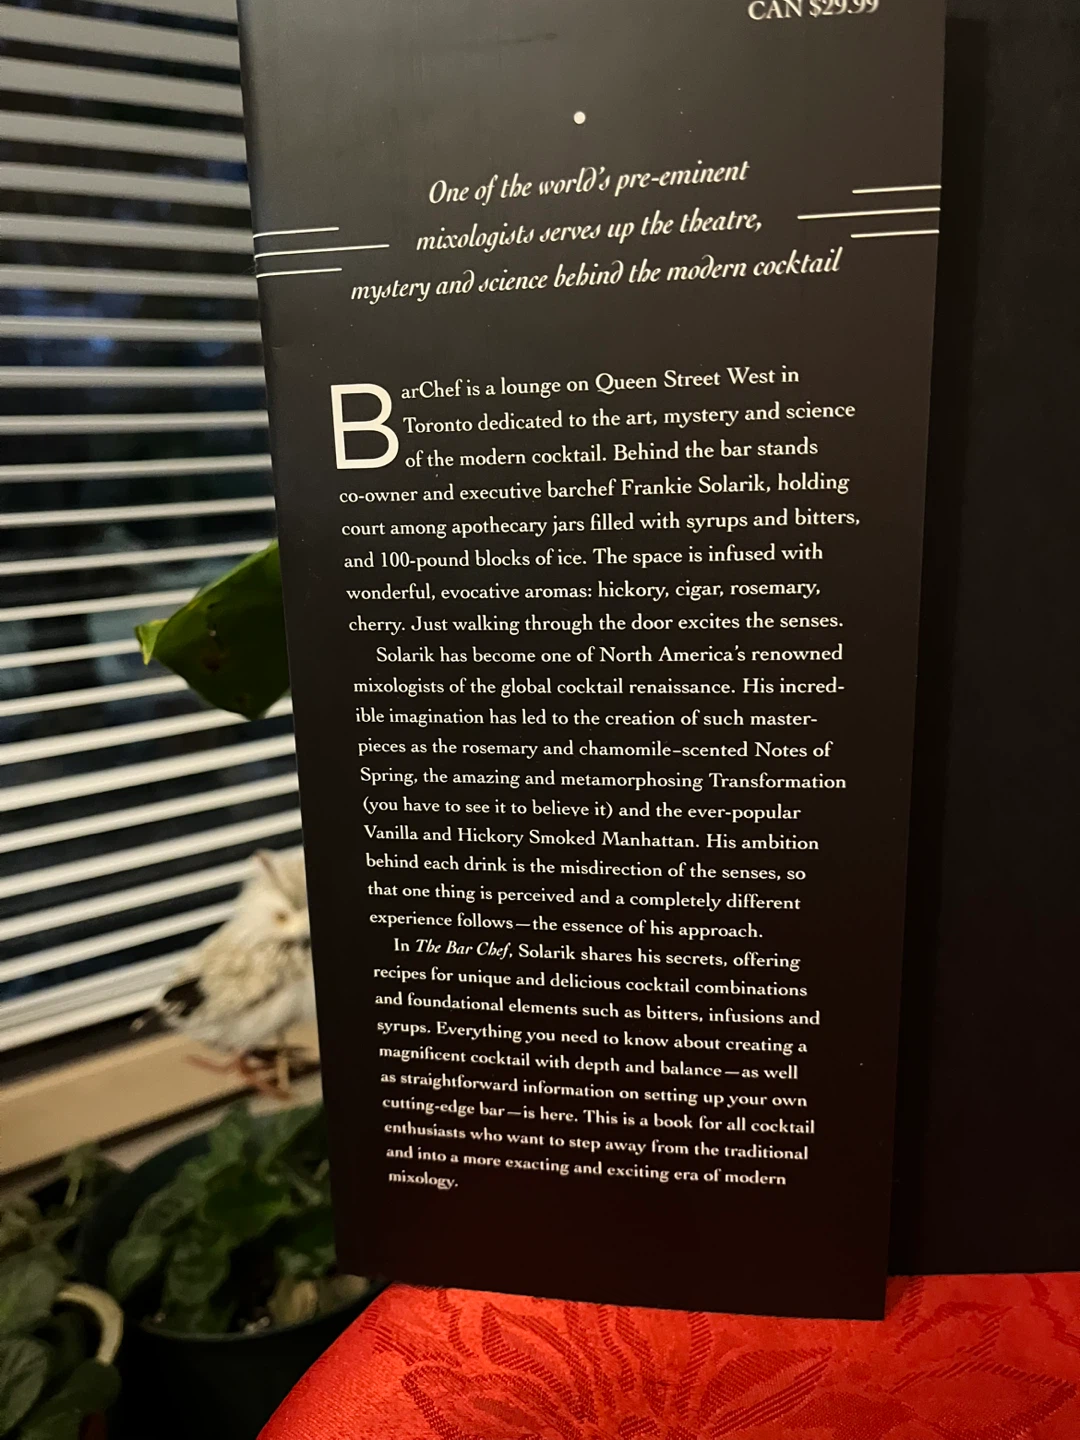 CAN $29.99
One of the world's pre-eminent
mixologists serves up the theatre,
mystery and science behind the modern cocktail
BarChef is a lounge on Queen Street West in
Toronto dedicated to the art, mystery and science
of the modern cocktail. Behind the bar stands
co-owner and executive barchef Frankie Solarik, holding
court among apothecary jars filled with syrups and bitters,
and 100-pound blocks of ice. The space is infused with
wonderful, evocative aromas: hickory, cigar, rosemary,
cherry. Just walking through the door excites the senses.
Solarik has become one of North America's renowned
mixologists of the global cocktail renaissance. His incred-
ible imagination has led to the creation of such master-
pieces as the rosemary and chamomile-scented Notes of
Spring, the amazing and metamorphosing Transformation
(you have to see it to believe it) and the ever-popular
Vanilla and Hickory Smoked Manhattan. His ambition
behind each drink is the misdirection of the senses, so
that one thing is perceived and a completely different
experience follows—the essence of his approach.
In The Bar Chef, Solarik shares his secrets, offering
recipes for unique and delicious cocktail combinations
and foundational elements such as bitters, infusions and
syrups. Everything you need to know about creating a
magnificent cocktail with depth and balance—as well
as straightforward information on setting up your own
cutting-edge bar—is here. This is a book for all cocktail
enthusiasts who want to step away from the traditional
and into a more exacting and exciting era of modern
mixology.